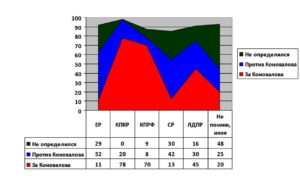 100
90
80
70
60
50
40
30
20
10
0
Не определился
Против Коновалова
За Коновалова
ЕР КПКР КПРФ СР ЛДПР Не помню, иное
Не определился 29 0 9 30 16 48
Против Коновалова 52 20 8 42 30 25
За Коновалова 11 78 70 13 45 20